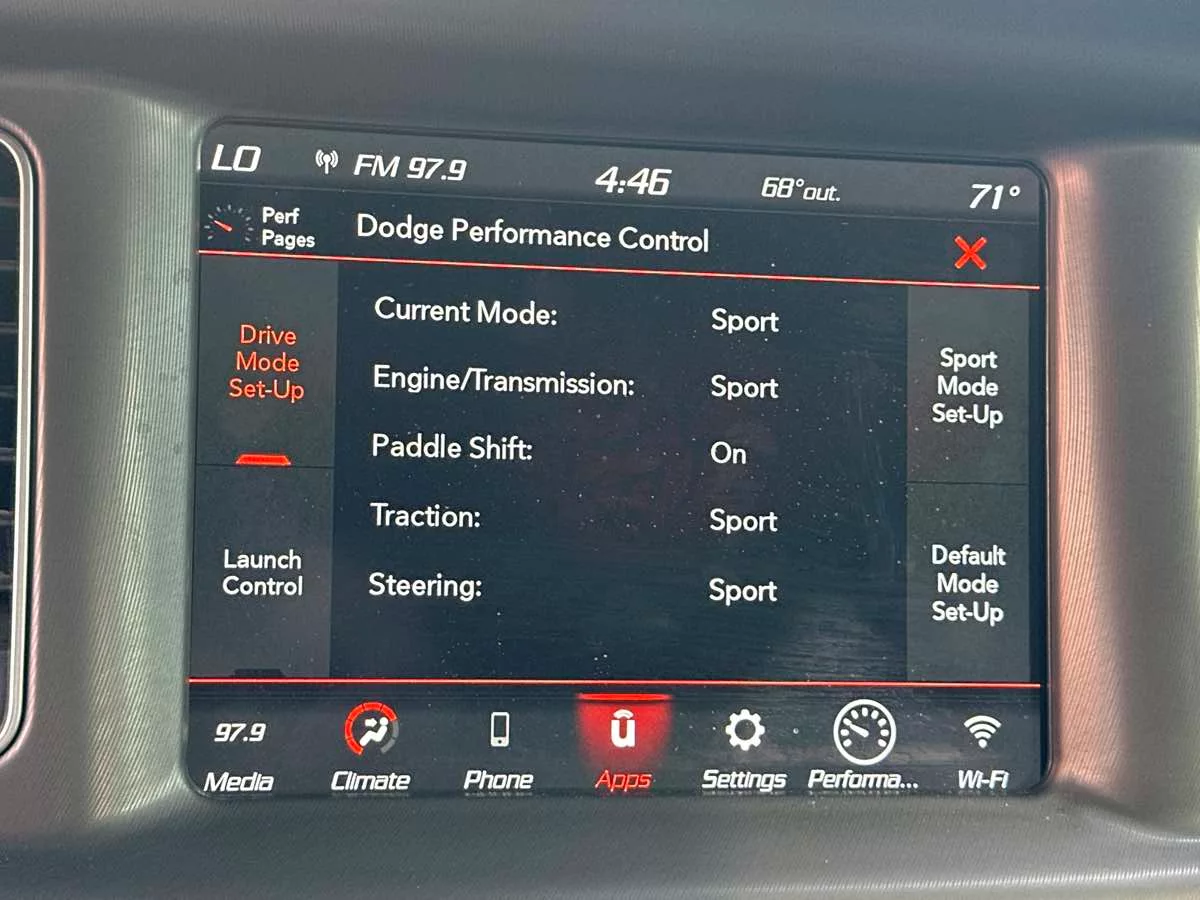 LO FM 97.9 4:46 68°out. 71°
Perf
Pages
Dodge Performance Control
Drive
Mode
Set-Up
Launch
Control
Current Mode: Sport
Engine/Transmission: Sport
Paddle Shift: On
Traction: Sport
Steering: Sport
Sport
Mode
Set-Up
Default
Mode
Set-Up
97.9 û
Media Climate Phone Apps Settings Performa... Wi-Fi